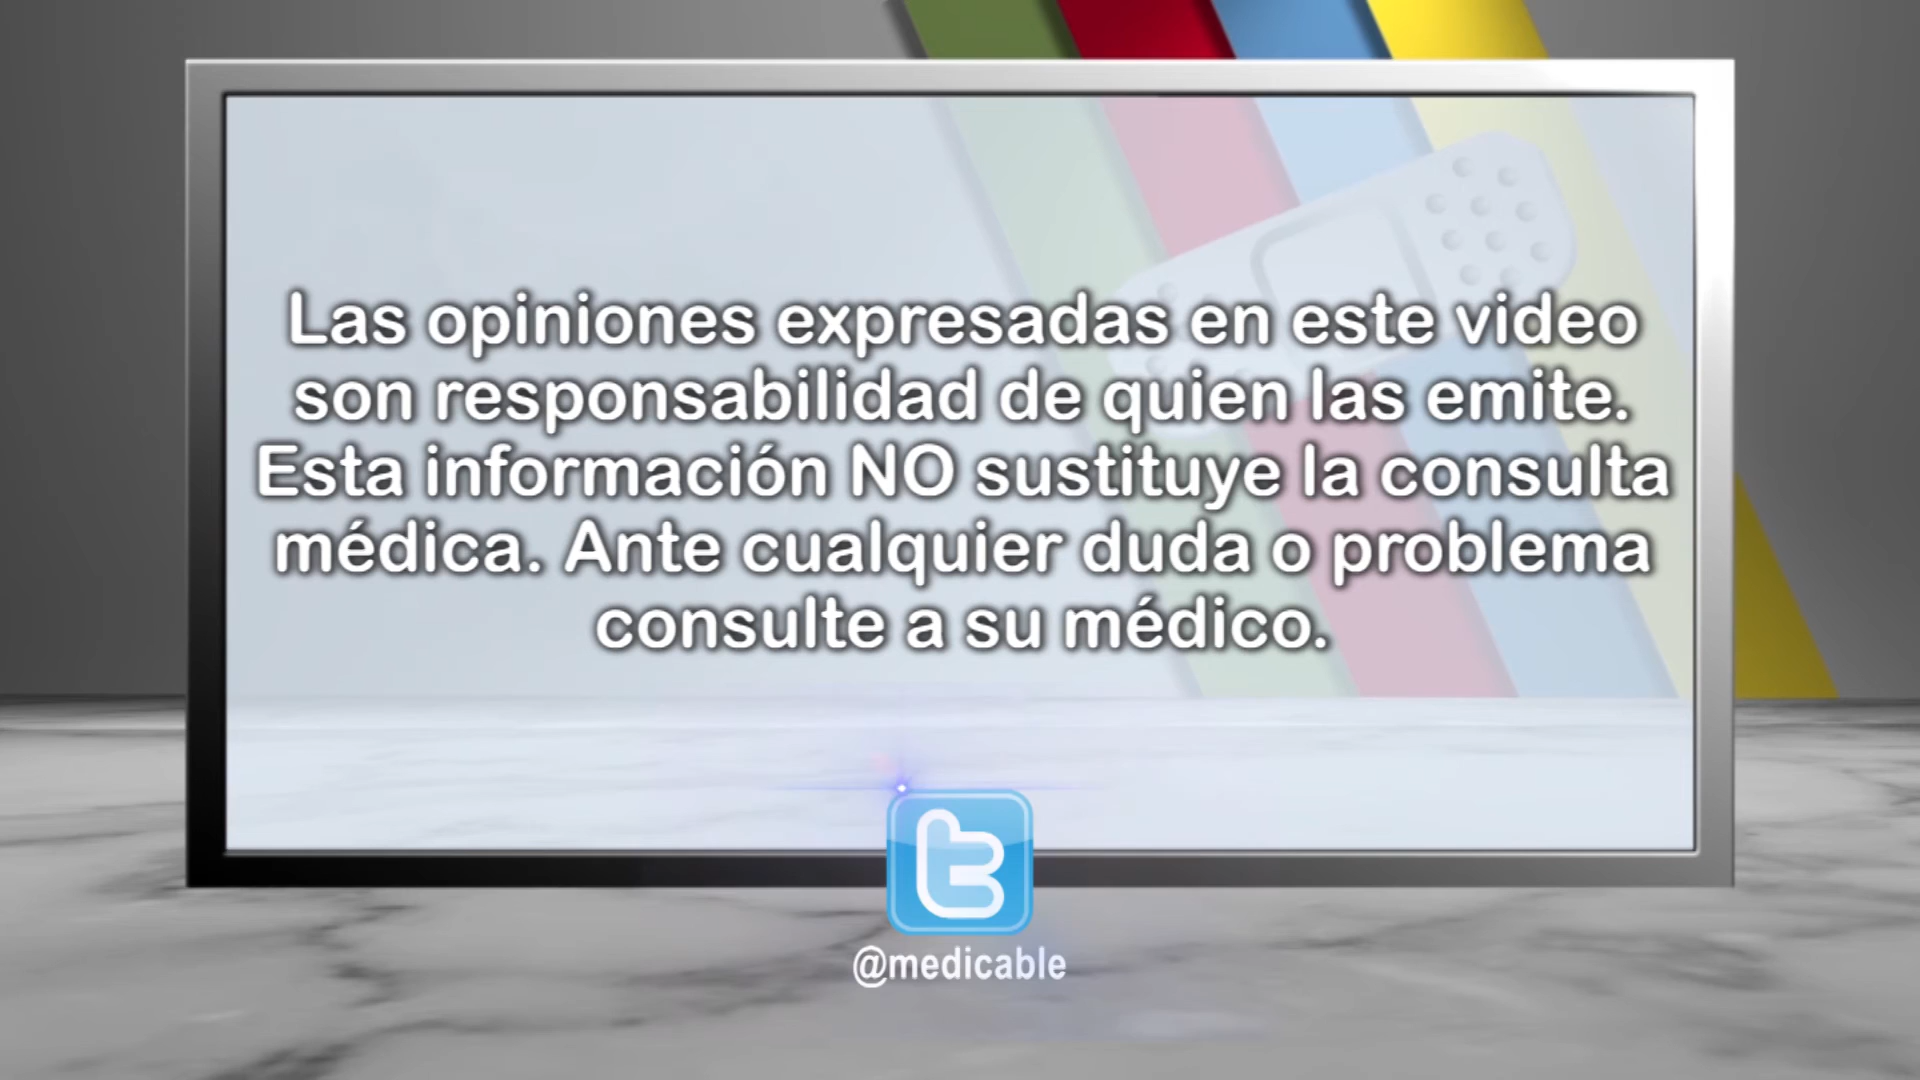 Las opiniones expresadas en este video
son responsabilidad de quien las emite.
Esta información NO sustituye la consulta
médica. Ante cualquier duda o problema
consulte a su médico.
t
@medicable